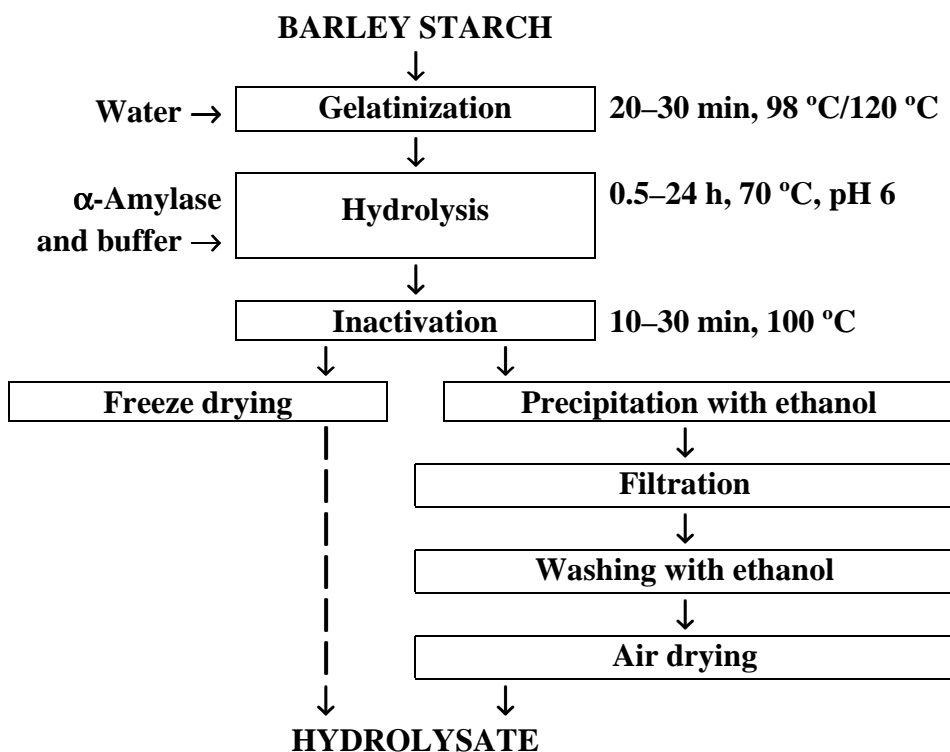 BARLEY STARCH
Water → Gelatinization 20–30 min, 98 ºC/120 ºC
α-Amylase
and buffer →
Hydrolysis
0.5–24 h, 70 ºC, pH 6
Inactivation 10–30 min, 100 ºC
Freeze drying
Precipitation with ethanol
Filtration
Washing with ethanol
Air drying
HYDROLYSATE